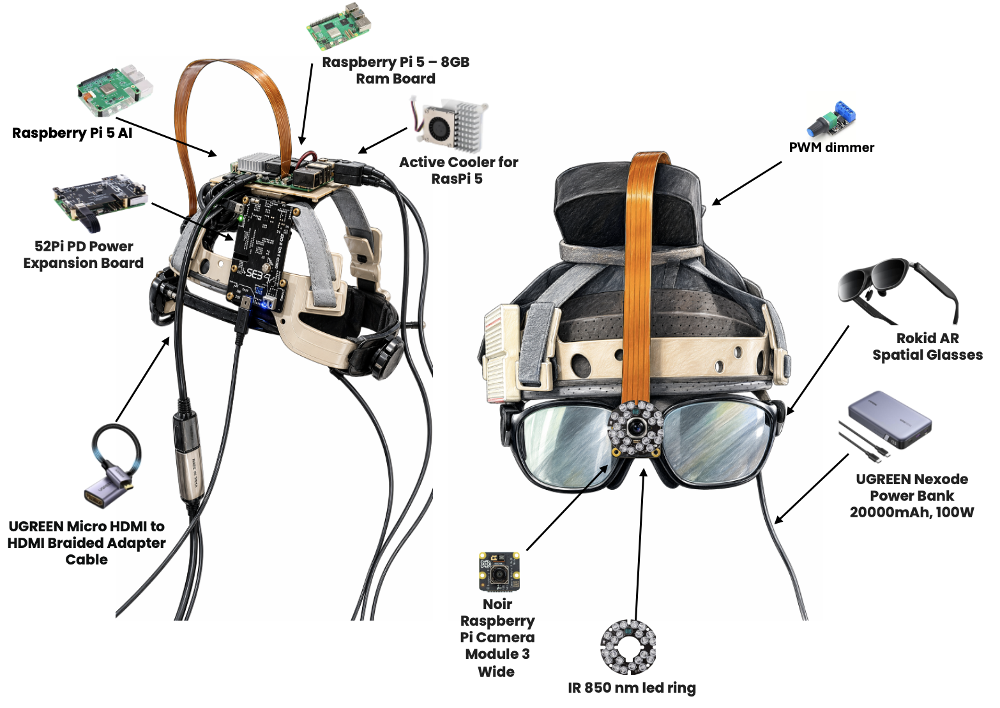 Raspberry Pi 5 – 8GB
Ram Board
Raspberry Pi 5 AI
Active Cooler for
RasPi 5
PWM dimmer
52Pi PD Power
Expansion Board
Rokid AR
Spatial Glasses
UGREEN Nexode
Power Bank
20000mAh, 100W
UGREEN Micro HDMI to
HDMI Braided Adapter
Cable
Noir
Raspberry
Pi Camera
Module 3
Wide
IR 850 nm led ring